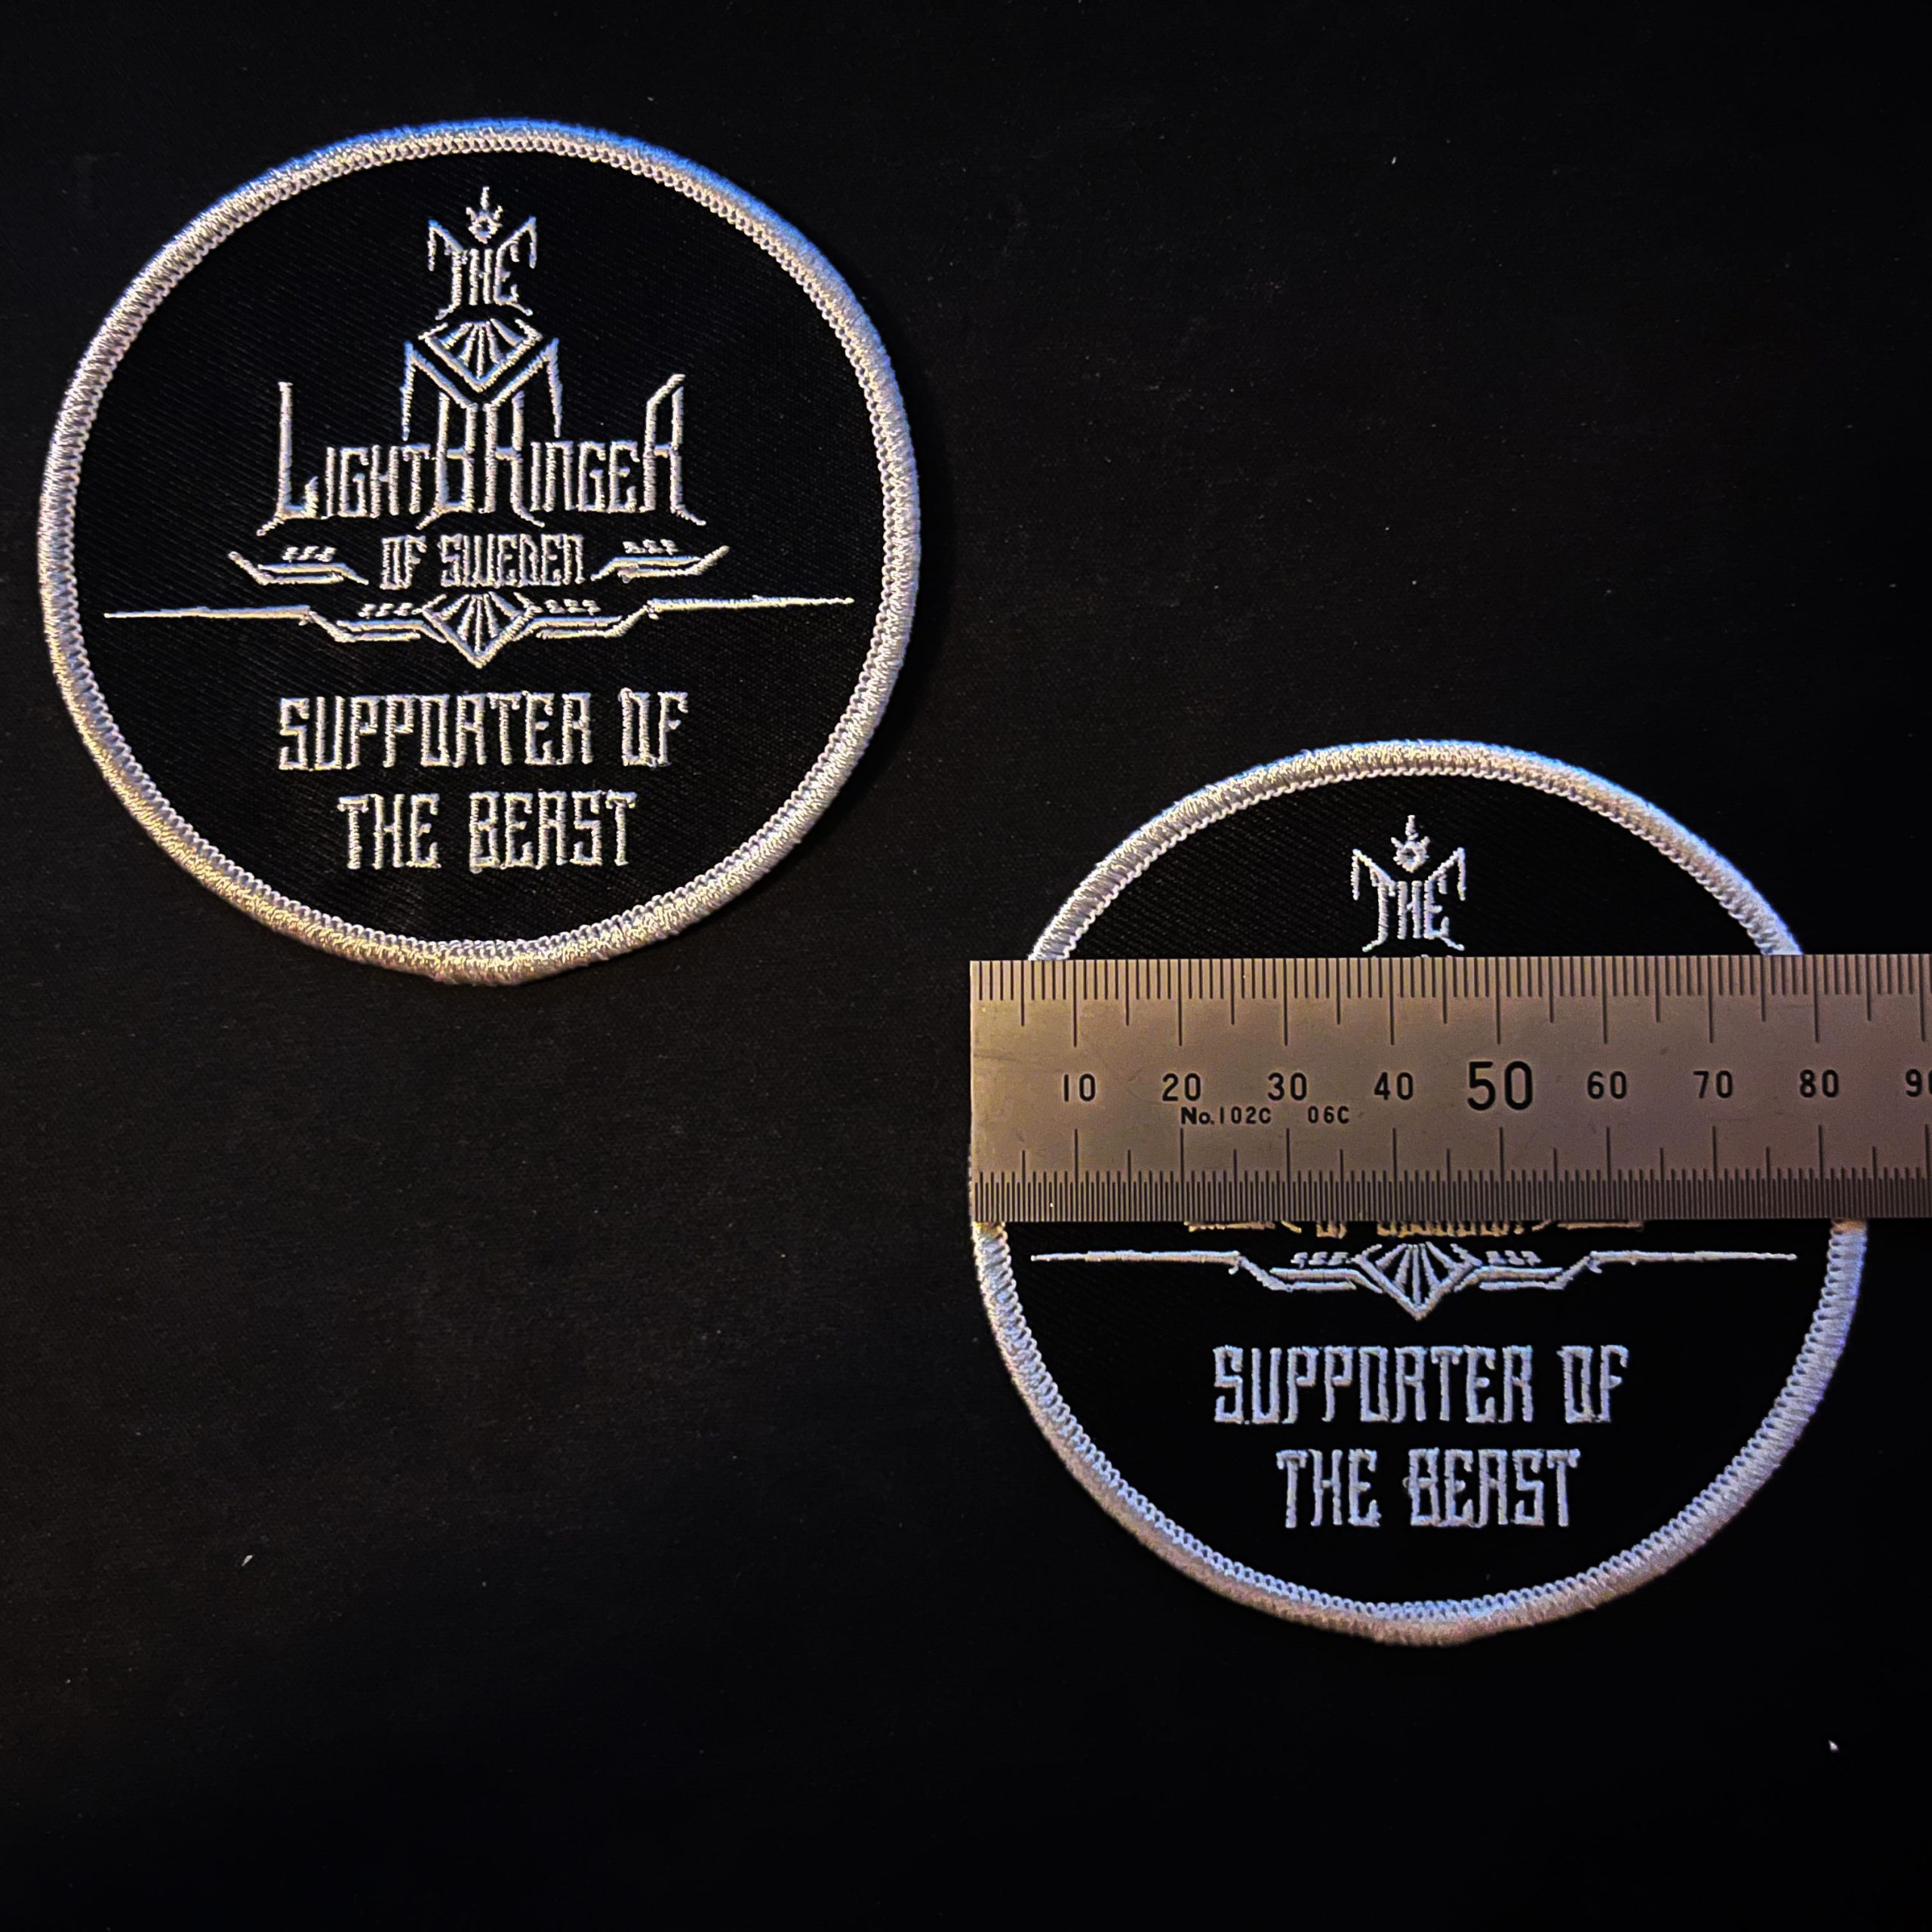 THE
LIGHTBRINGER
OF SWEDEN
SUPPORTER OF
THE BEAST
THE
10 20 30 40 50 60 70 80
No.102C 06C
SUPPORTER OF
THE BEAST